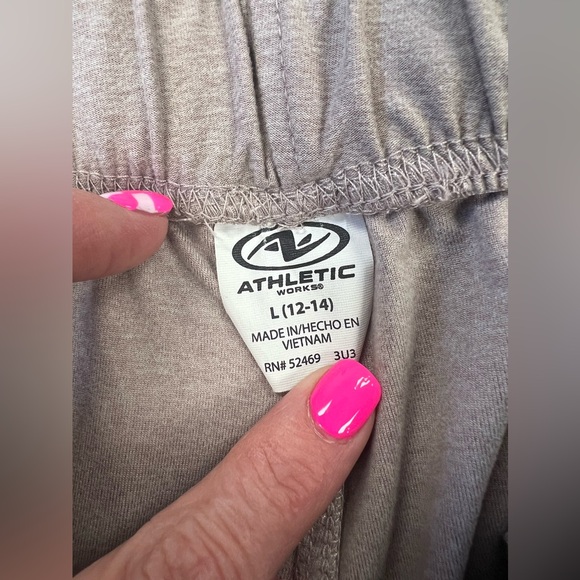 ATHLETIC
WORKS®
L (12-14)
MADE IN/HECHO EN
VIETNAM
RN# 52469 3U3